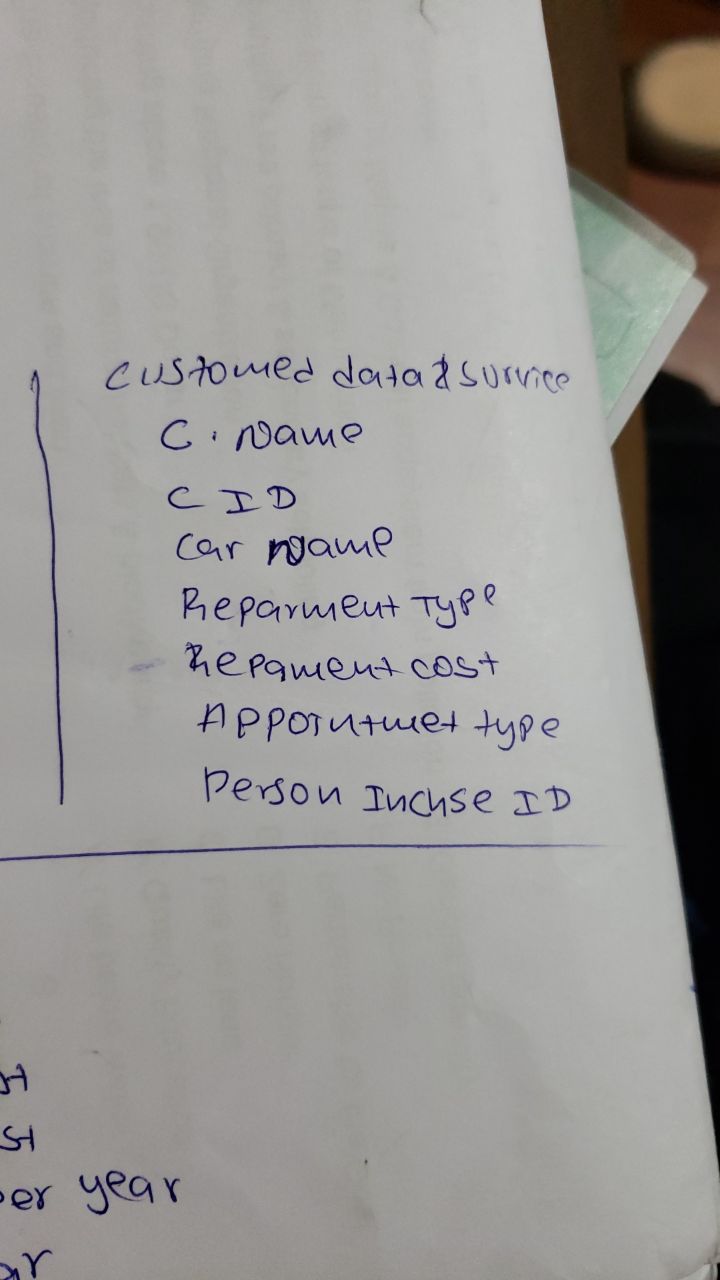 Customed data & survice
C. Name
C ID
Car Name
Reparment Type
Repament cost
Appointmet type
Person Incuse ID
st
er year
ar